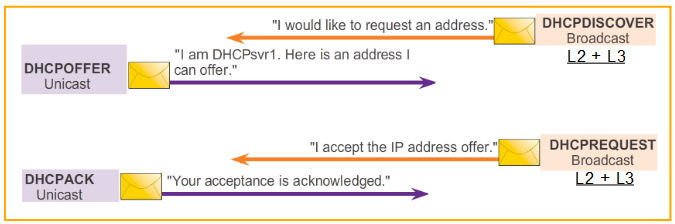 "I would like to request an address."
DHCPDISCOVER
Broadcast
L2 + L3
DHCPOFFER
Unicast
"I am DHCPsvr1. Here is an address I
can offer."
"I accept the IP address offer."
DHCPREQUEST
Broadcast
L2 + L3
DHCPACK
Unicast
"Your acceptance is acknowledged."